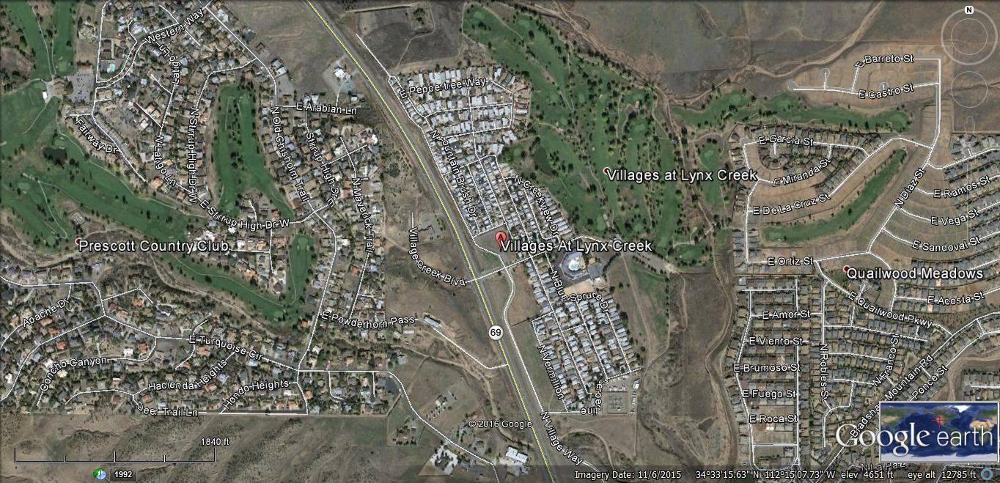 N
Western Way
E Barreto St
E Castro St
E Peppertree Way
E Arabian Ln
Fairway Dr
N Stirrup High Dr W
N Old Chisholm Trail
Stirrup High Dr
N Larigo Ln
N Mountain Brush Dr
N Creekview Dr
Villages at Lynx Creek
E Garcia St
E Miranda St
E De La Cruz St
N Diaz St
E Ramos St
E Vega St
E Sandoval St
N Maverick Trail
E Stirrup High Dr W
Prescott Country Club
Village Creek Blvd
A
Villages At Lynx Creek
E Ortiz St
Quailwood Meadows
N Blue
Spruce Dr
E Quailwood Pkwy
E Acosta St
Apache Dr
E Powderhorn Pass
69
E Amor St
E Turquoise Cir
E Viento St
N Robles St
N Franco St
Concho Canyon
Hacienda Heights
Hondo Heights
N Vermillion
Serpentine
E Brumoso St
E Fuego St
Bradshaw Mountain Rd
Ponce St
Deer Trail Ln
E Roca St
© 2016 Google
N Village Way
Google earth
1840 ft
1992
Imagery Date: 11/6/2015 34°33'15.63" N 112°15'07.73" W elev 4651 ft eye alt 12785 ft